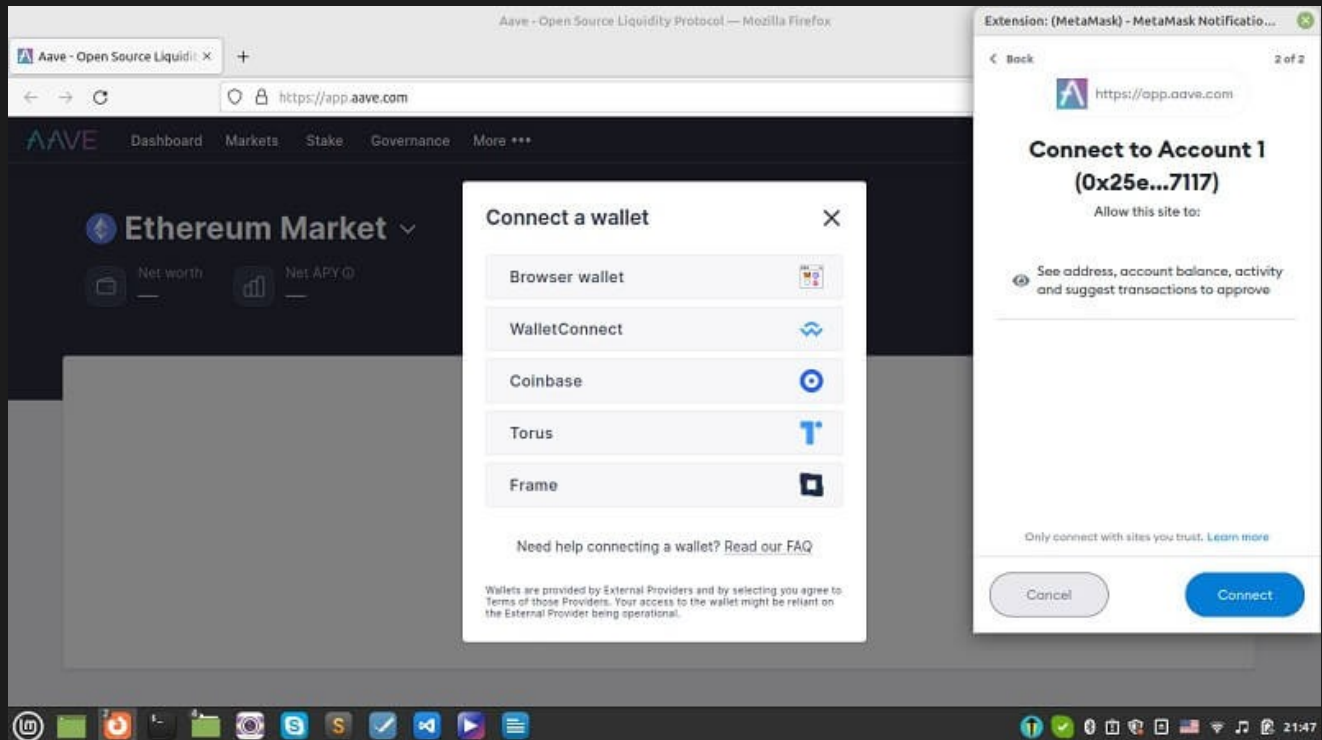 Aave - Open Source Liquidity Protocol — Mozilla Firefox
Aave - Open Source Liquidit
https://app.aave.com
AAVE Dashboard Markets Stake Governance More •••
Ethereum Market
Net worth Net APY
— —
Connect a wallet
Browser wallet
WalletConnect
Coinbase
Torus
Frame
Need help connecting a wallet? Read our FAQ
Wallets are provided by External Providers and by selecting you agree to
Terms of those Providers. Your access to the wallet might be reliant on
the External Provider being operational.
Extension: (MetaMask) - MetaMask Notificatio...
Back 2 of 2
https://app.aave.com
Connect to Account 1
(0x25e...7117)
Allow this site to:
See address, account balance, activity
and suggest transactions to approve
Only connect with sites you trust. Learn more
Cancel Connect
21:47